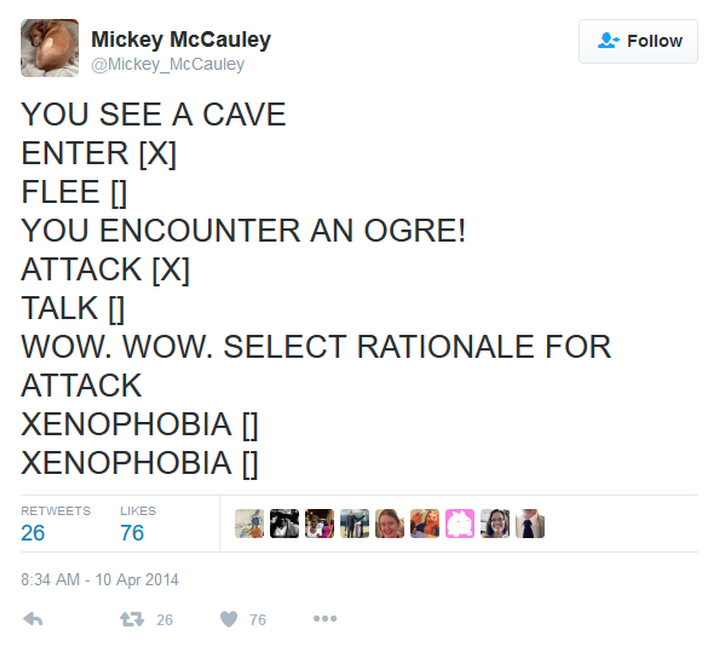 Mickey McCauley
@Mickey_McCauley
Follow
YOU SEE A CAVE
ENTER [X]
FLEE []
YOU ENCOUNTER AN OGRE!
ATTACK [X]
TALK []
WOW. WOW. SELECT RATIONALE FOR
ATTACK
XENOPHOBIA []
XENOPHOBIA []
RETWEETS LIKES
26 76
8:34 AM - 10 Apr 2014
26 76